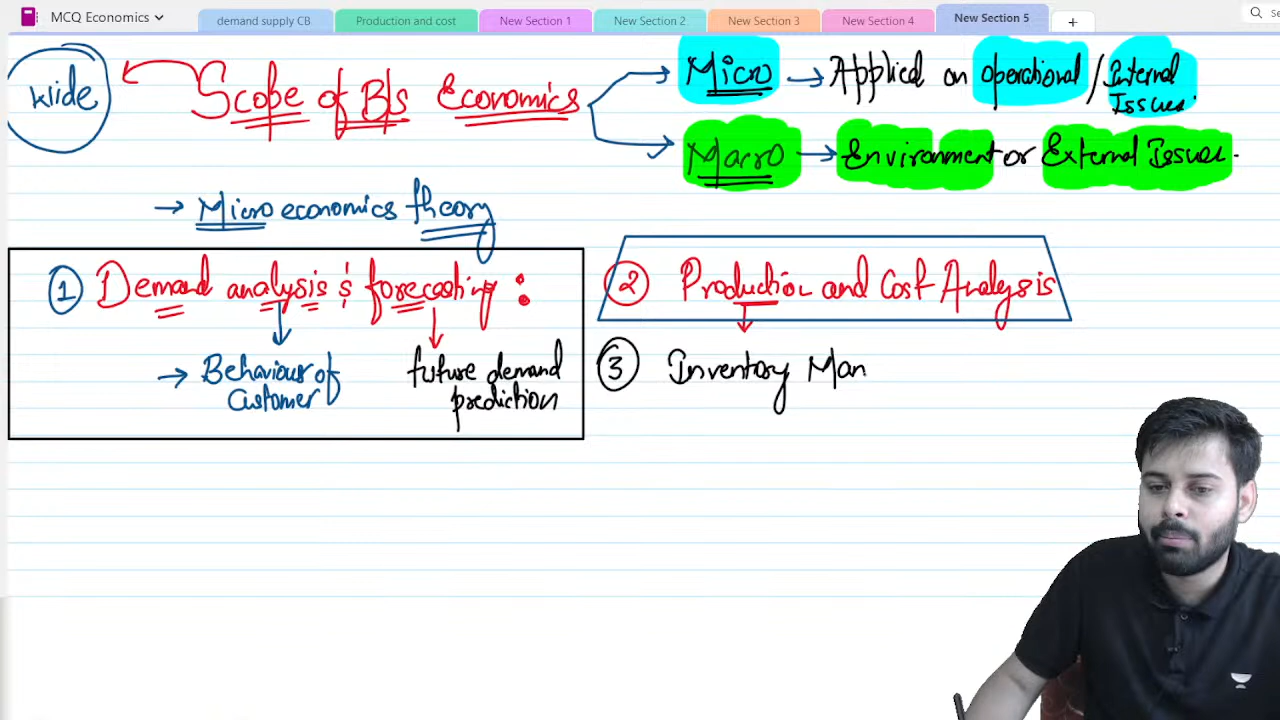 MCQ Economics
demand supply CB
Production and cost
New Section 1
New Section 2
New Section 3
New Section 4
New Section 5
+
Se
Wide
Scope of B/s Economics
Micro → Applied on operational / Internal Issues.
Macro → Environment or External Issues.
→ Micro economics theory
① Demand analysis & forecasting :
→ Behaviour of Customer
future demand prediction
② Production and Cost Analysis
③ Inventory Man